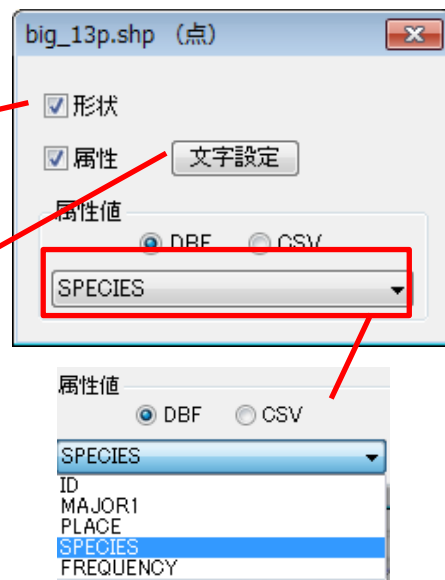 big_13p.shp （点）
形状
属性 文字設定
属性値
DBF CSV
SPECIES
属性値
DBF CSV
SPECIES
ID
MAJOR1
PLACE
SPECIES
FREQUENCY